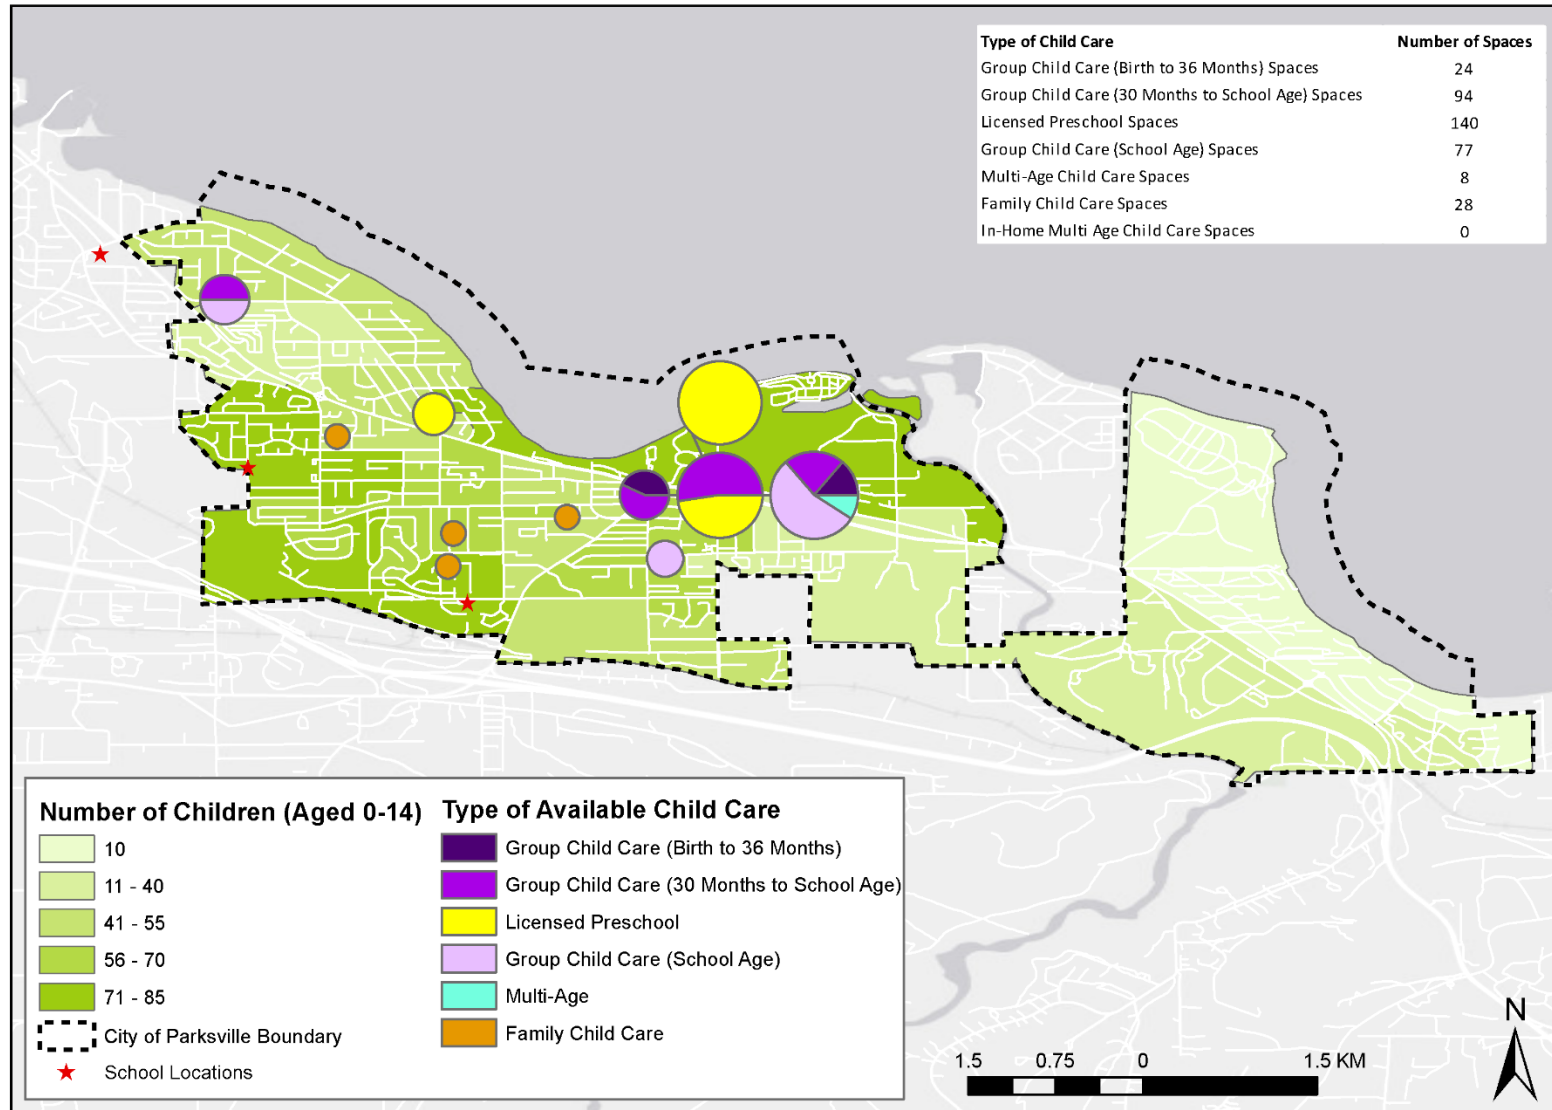 Type of Child Care Number of Spaces
Group Child Care (Birth to 36 Months) Spaces 24
Group Child Care (30 Months to School Age) Spaces 94
Licensed Preschool Spaces 140
Group Child Care (School Age) Spaces 77
Multi-Age Child Care Spaces 8
Family Child Care Spaces 28
In-Home Multi Age Child Care Spaces 0
Number of Children (Aged 0-14)
10
11 - 40
41 - 55
56 - 70
71 - 85
City of Parksville Boundary
School Locations
Type of Available Child Care
Group Child Care (Birth to 36 Months)
Group Child Care (30 Months to School Age)
Licensed Preschool
Group Child Care (School Age)
Multi-Age
Family Child Care
1.5 0.75 0 1.5 KM
N